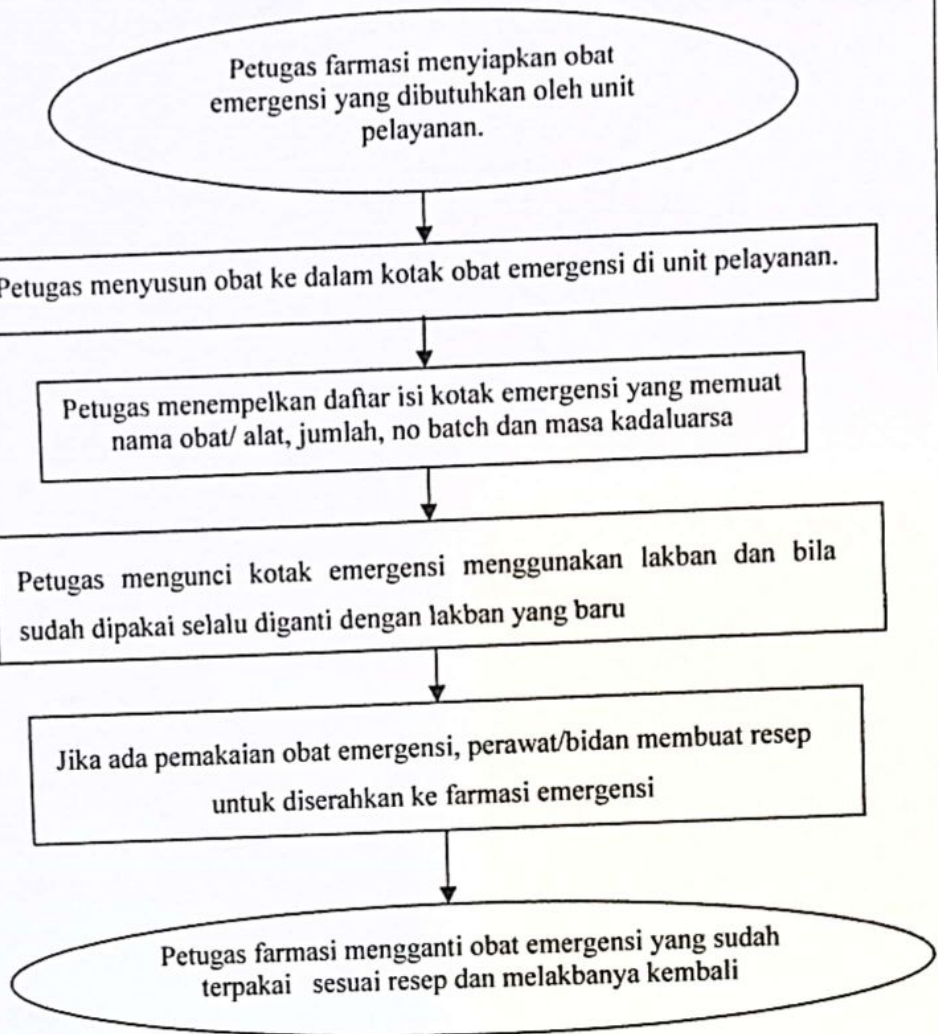 Petugas farmasi menyiapkan obat
emergensi yang dibutuhkan oleh unit
pelayanan.
Petugas menyusun obat ke dalam kotak obat emergensi di unit pelayanan.
Petugas menempelkan daftar isi kotak emergensi yang memuat
nama obat/ alat, jumlah, no batch dan masa kadaluarsa
Petugas mengunci kotak emergensi menggunakan lakban dan bila
sudah dipakai selalu diganti dengan lakban yang baru
Jika ada pemakaian obat emergensi, perawat/bidan membuat resep
untuk diserahkan ke farmasi emergensi
Petugas farmasi mengganti obat emergensi yang sudah
terpakai sesuai resep dan melakbanya kembali